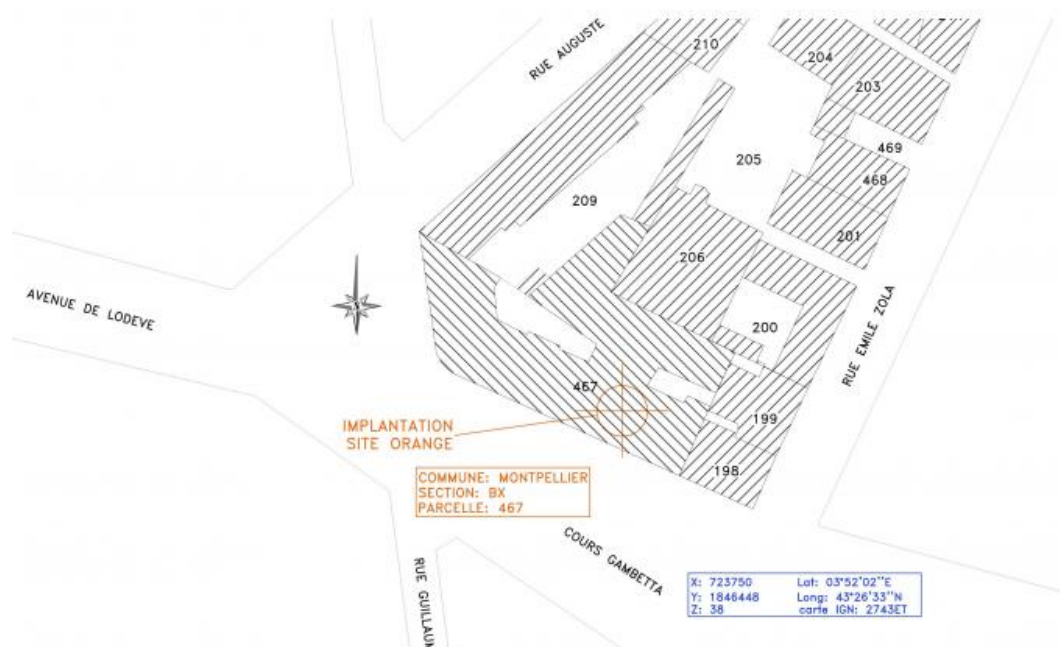 RUE AUGUSTE
210
204
203
469
205
468
209
201
206
200
AVENUE DE LODEVE
RUE EMILE ZOLA
467
199
IMPLANTATION
SITE ORANGE
198
COMMUNE: MONTPELLIER
SECTION: BX
PARCELLE: 467
COURS GAMBETTA
RUE GUILLAUM
X: 723750 Lat: 03°52'02"E
Y: 1846448 Long: 43°26'33"N
Z: 38 carte IGN: 2743ET